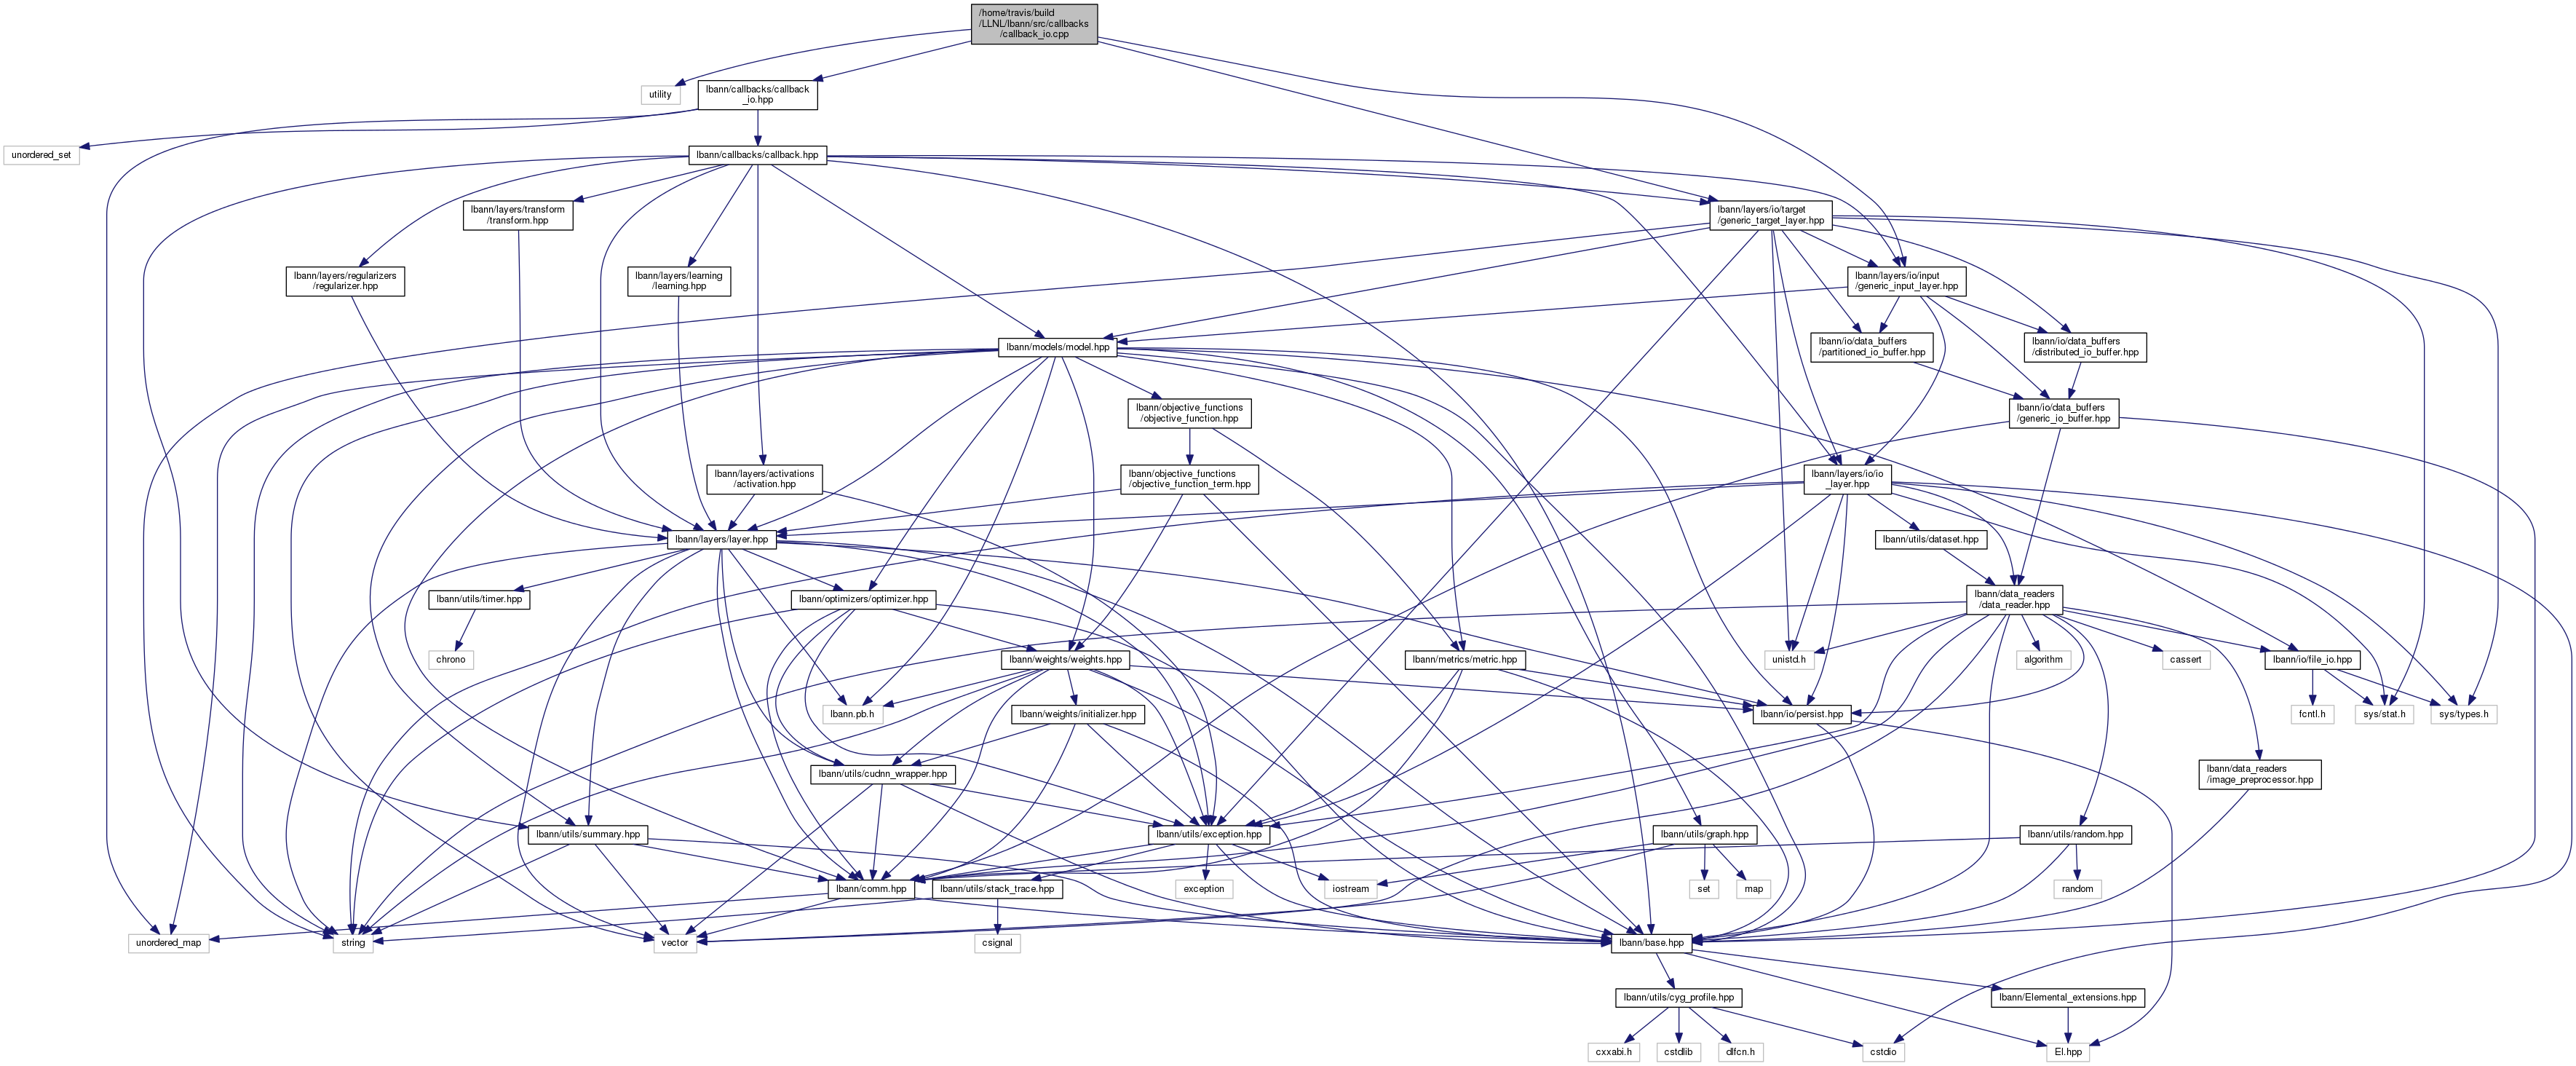 /home/travis/build
/LLNL/lbann/src/callbacks
/callback_io.cpp
utility
lbann/callbacks/callback
_io.hpp
unordered_set
lbann/callbacks/callback.hpp
lbann/layers/transform
/transform.hpp
lbann/layers/io/target
/generic_target_layer.hpp
lbann/layers/regularizers
/regularizer.hpp
lbann/layers/learning
/learning.hpp
lbann/layers/io/input
/generic_input_layer.hpp
lbann/models/model.hpp
lbann/io/data_buffers
/partitioned_io_buffer.hpp
lbann/io/data_buffers
/distributed_io_buffer.hpp
lbann/objective_functions
/objective_function.hpp
lbann/io/data_buffers
/generic_io_buffer.hpp
lbann/layers/activations
/activation.hpp
lbann/objective_functions
/objective_function_term.hpp
lbann/layers/io/io
_layer.hpp
lbann/layers/layer.hpp
lbann/utils/dataset.hpp
lbann/utils/timer.hpp
lbann/optimizers/optimizer.hpp
lbann/data_readers
/data_reader.hpp
chrono
lbann/weights/weights.hpp
lbann/metrics/metric.hpp
unistd.h
algorithm
cassert
lbann/io/file_io.hpp
lbann.pb.h
lbann/weights/initializer.hpp
lbann/io/persist.hpp
fcntl.h
sys/stat.h
sys/types.h
lbann/utils/cudnn_wrapper.hpp
lbann/data_readers
/image_preprocessor.hpp
lbann/utils/summary.hpp
lbann/utils/exception.hpp
lbann/utils/graph.hpp
lbann/utils/random.hpp
lbann/comm.hpp
lbann/utils/stack_trace.hpp
exception
iostream
set
map
random
unordered_map
string
vector
csignal
lbann/base.hpp
lbann/utils/cyg_profile.hpp
lbann/Elemental_extensions.hpp
cxxabi.h
cstdlib
dlfcn.h
cstdio
El.hpp